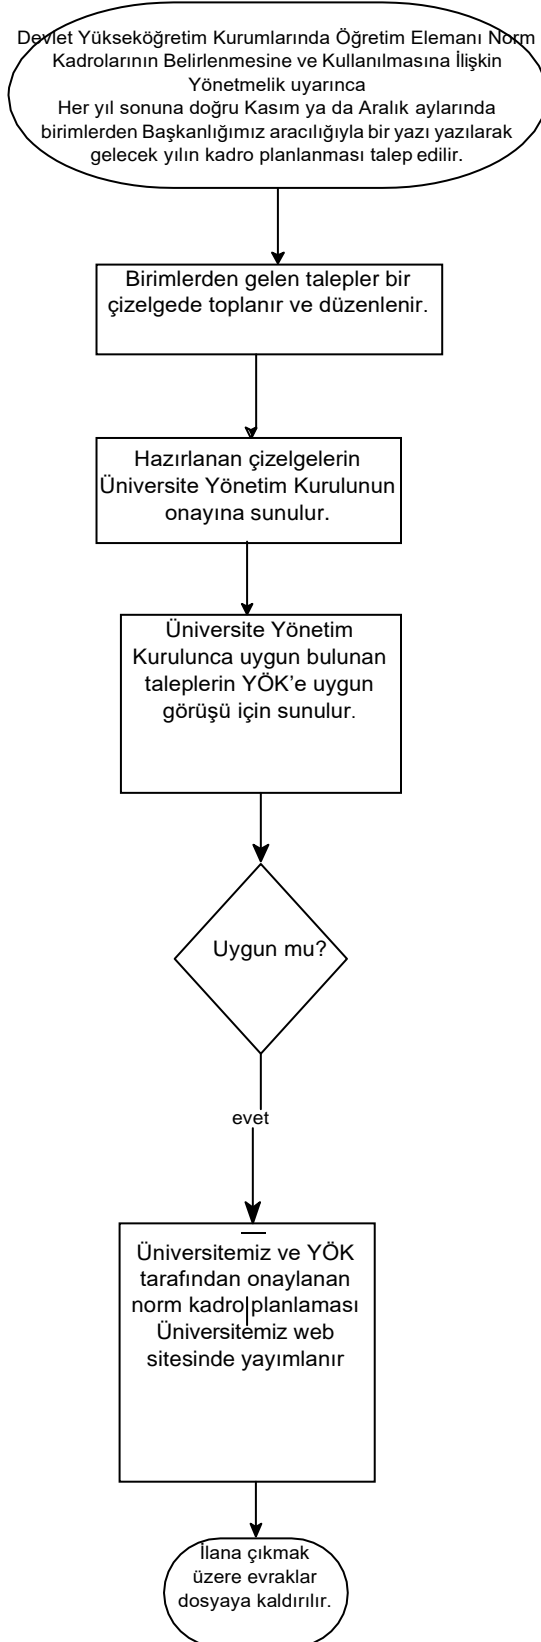 Devlet Yükseköğretim Kurumlarında Öğretim Elemanı Norm
Kadrolarının Belirlenmesine ve Kullanılmasına İlişkin
Yönetmelik uyarınca
Her yıl sonuna doğru Kasım ya da Aralık aylarında
birimlerden Başkanlığımız aracılığıyla bir yazı yazılarak
gelecek yılın kadro planlanması talep edilir.
Birimlerden gelen talepler bir
çizelgede toplanır ve düzenlenir.
Hazırlanan çizelgelerin
Üniversite Yönetim Kurulunun
onayına sunulur.
Üniversite Yönetim
Kurulunca uygun bulunan
taleplerin YÖK’e uygun
görüşü için sunulur.
Uygun mu?
evet
Üniversitemiz ve YÖK
tarafından onaylanan
norm kadro planlaması
Üniversitemiz web
sitesinde yayımlanır
İlana çıkmak
üzere evraklar
dosyaya kaldırılır.